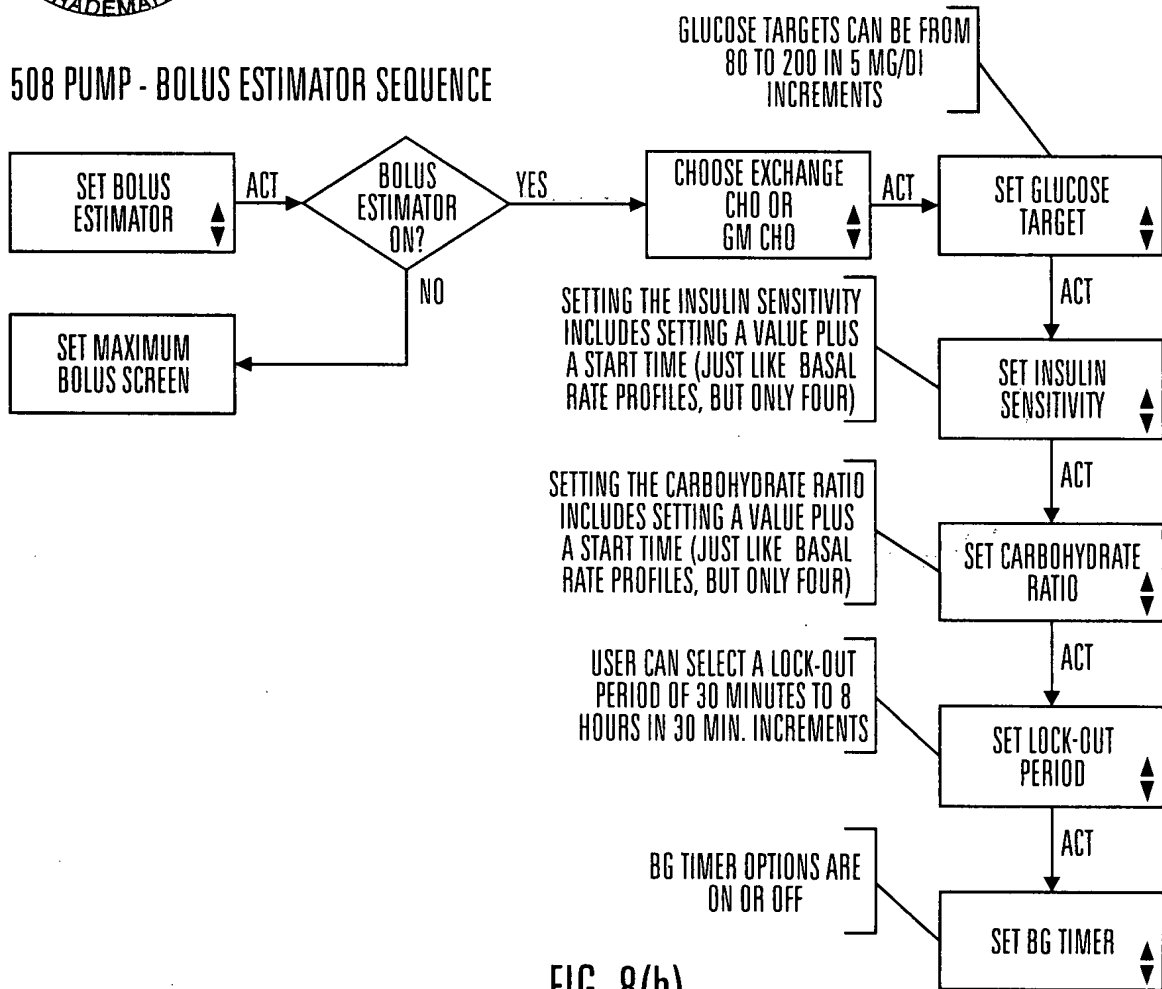 TRADEMA
508 PUMP - BOLUS ESTIMATOR SEQUENCE
GLUCOSE TARGETS CAN BE FROM
80 TO 200 IN 5 MG/DI
INCREMENTS
SET BOLUS
ESTIMATOR
ACT
BOLUS
ESTIMATOR
ON?
YES
CHOOSE EXCHANGE
CHO OR
GM CHO
ACT
SET GLUCOSE
TARGET
NO
ACT
SET MAXIMUM
BOLUS SCREEN
SETTING THE INSULIN SENSITIVITY
INCLUDES SETTING A VALUE PLUS
A START TIME (JUST LIKE BASAL
RATE PROFILES, BUT ONLY FOUR)
SET INSULIN
SENSITIVITY
ACT
SETTING THE CARBOHYDRATE RATIO
INCLUDES SETTING A VALUE PLUS
A START TIME (JUST LIKE BASAL
RATE PROFILES, BUT ONLY FOUR)
SET CARBOHYDRATE
RATIO
ACT
USER CAN SELECT A LOCK-OUT
PERIOD OF 30 MINUTES TO 8
HOURS IN 30 MIN. INCREMENTS
SET LOCK-OUT
PERIOD
ACT
BG TIMER OPTIONS ARE
ON OR OFF
SET BG TIMER
FIG. 8(b)